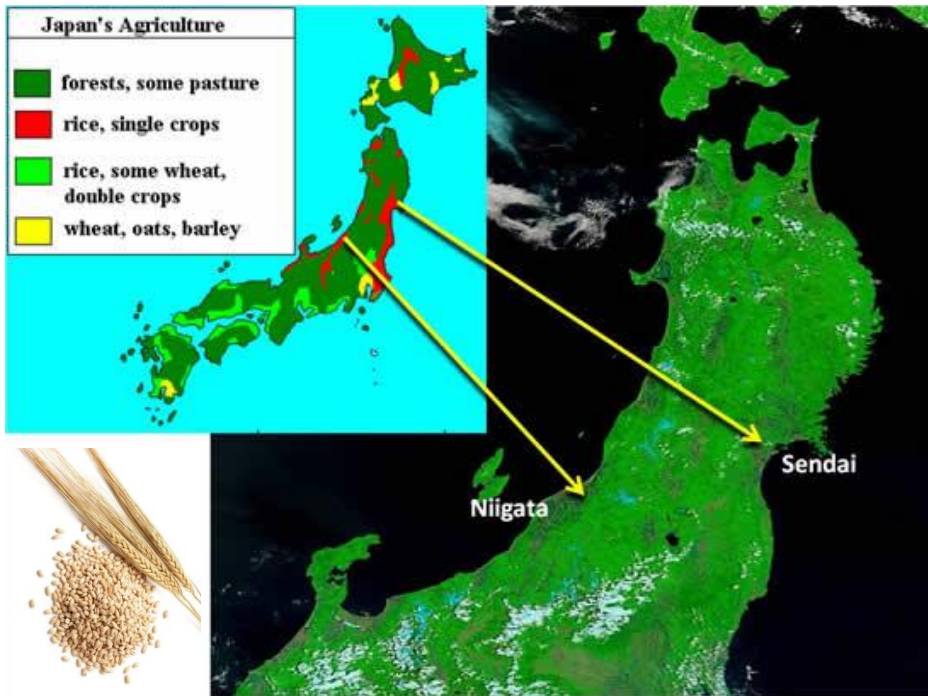 Japan's Agriculture
forests, some pasture
rice, single crops
rice, some wheat,
double crops
wheat, oats, barley
Sendai
Niigata